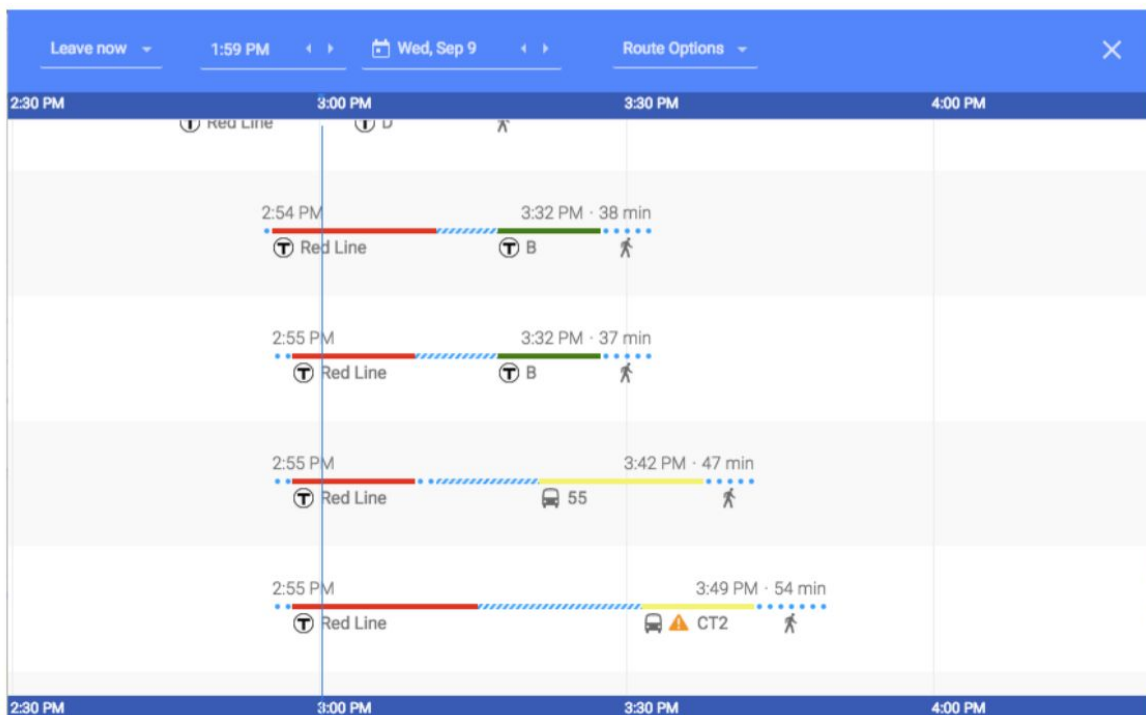 Leave now 1:59 PM Wed, Sep 9 Route Options
2:30 PM 3:00 PM 3:30 PM 4:00 PM
T Red Line T D
2:54 PM 3:32 PM · 38 min
T Red Line T B
2:55 PM 3:32 PM · 37 min
T Red Line T B
2:55 PM 3:42 PM · 47 min
T Red Line 55
2:55 PM 3:49 PM · 54 min
T Red Line CT2
2:30 PM 3:00 PM 3:30 PM 4:00 PM